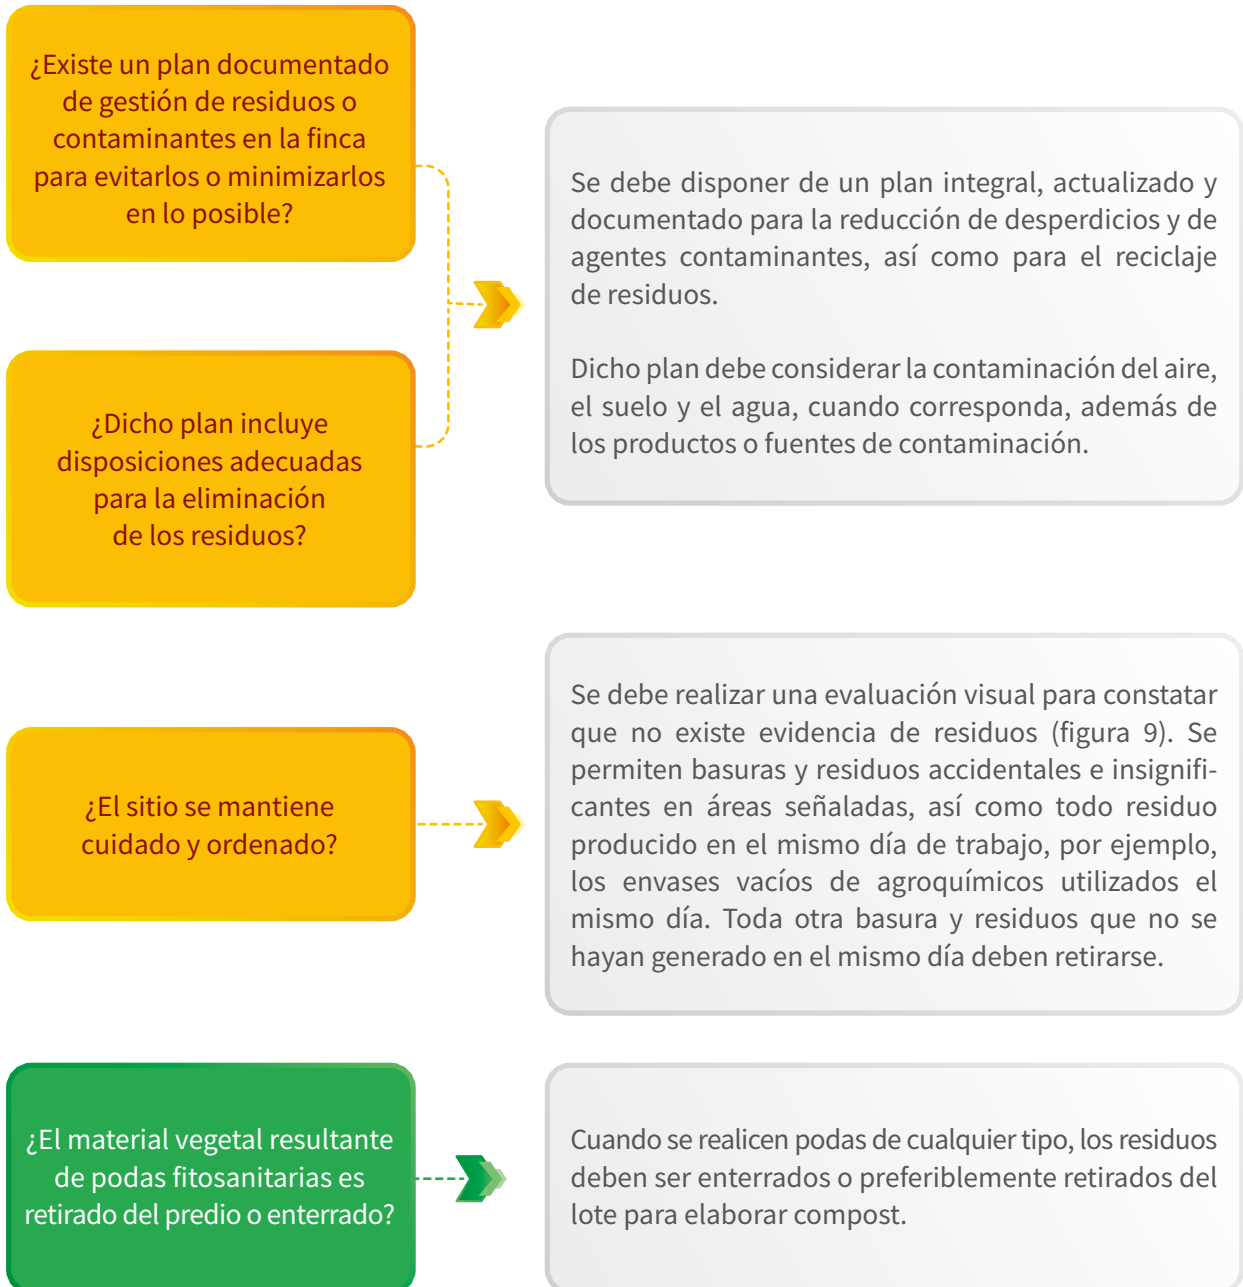 ¿Existe un plan documentado
de gestión de residuos o
contaminantes en la finca
para evitarlos o minimizarlos
en lo posible?
¿Dicho plan incluye
disposiciones adecuadas
para la eliminación
de los residuos?
Se debe disponer de un plan integral, actualizado y
documentado para la reducción de desperdicios y de
agentes contaminantes, así como para el reciclaje
de residuos.
Dicho plan debe considerar la contaminación del aire,
el suelo y el agua, cuando corresponda, además de
los productos o fuentes de contaminación.
¿El sitio se mantiene
cuidado y ordenado?
Se debe realizar una evaluación visual para constatar
que no existe evidencia de residuos (figura 9). Se
permiten basuras y residuos accidentales e insignifi-
cantes en áreas señaladas, así como todo residuo
producido en el mismo día de trabajo, por ejemplo,
los envases vacíos de agroquímicos utilizados el
mismo día. Toda otra basura y residuos que no se
hayan generado en el mismo día deben retirarse.
¿El material vegetal resultante
de podas fitosanitarias es
retirado del predio o enterrado?
Cuando se realicen podas de cualquier tipo, los residuos
deben ser enterrados o preferiblemente retirados del
lote para elaborar compost.